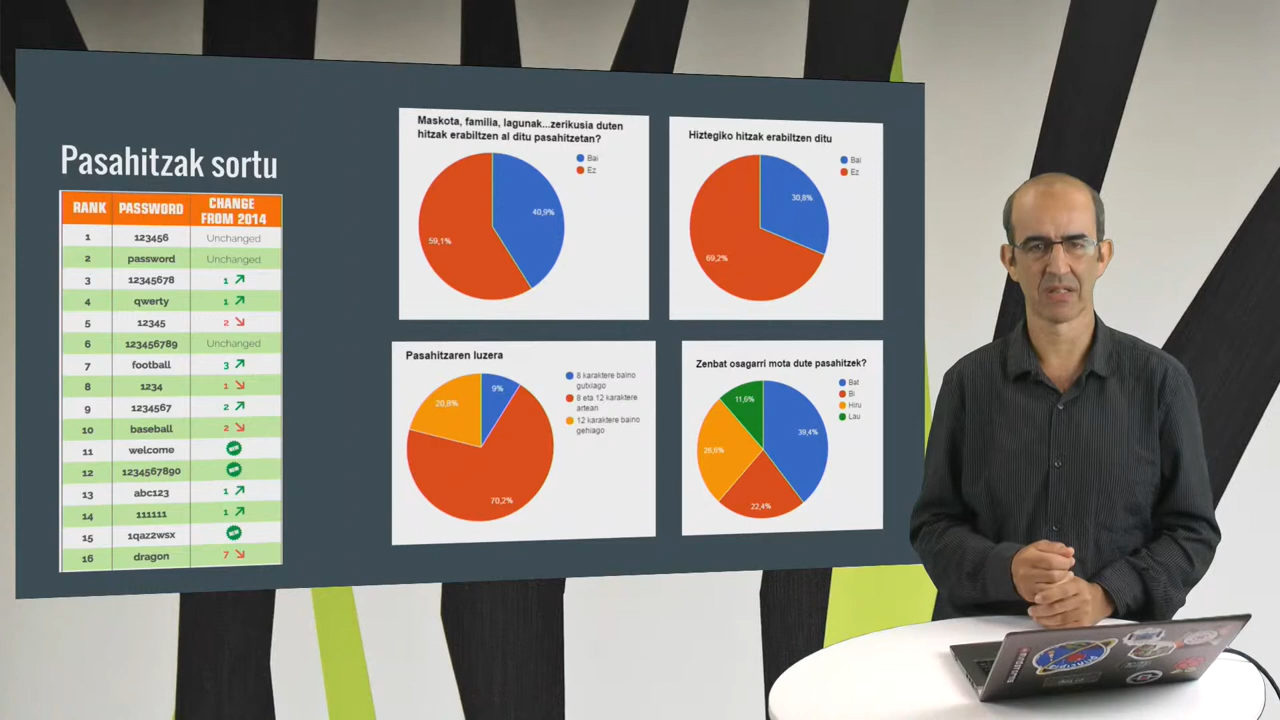 Pasahitzak sortu
RANK PASSWORD CHANGE FROM 2014
1 123456 Unchanged
2 password Unchanged
3 12345678 1
4 qwerty 1
5 12345 2
6 123456789 Unchanged
7 football 3
8 1234 1
9 1234567 2
10 baseball 2
11 welcome NEW
12 1234567890 NEW
13 abc123 1
14 111111 1
15 1qaz2wsx NEW
16 dragon 7
Maskota, familia, lagunak...zerikusia duten
hitzak erabiltzen al ditu pasahitzetan?
Bai
Ez
40,9%
59,1%
Hiztegiko hitzak erabiltzen ditu
Bai
Ez
30,8%
69,2%
Pasahitzaren luzera
8 karaktere baino
gutxiago
8 eta 12 karaktere
artean
12 karaktere baino
gehiago
9%
20,8%
70,2%
Zenbat osagarri mota dute pasahitzek?
Bat
Bi
Hiru
Lau
11,6%
39,4%
26,6%
22,4%
principia